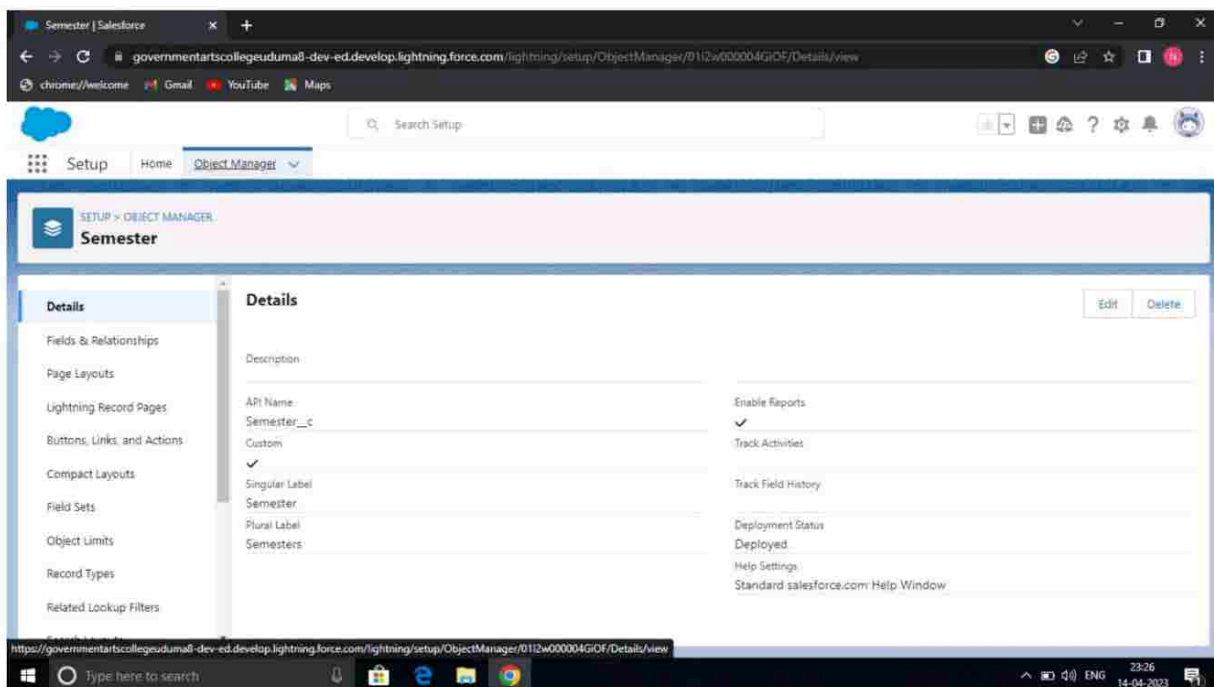 Semester | Salesforce
governmentartscollegeuduma8-dev-ed.develop.lightning.force.com/lightning/setup/ObjectManager/01I2w000004GiOF/Details/view
chrome://welcome Gmail YouTube Maps
Search Setup
Setup Home Object Manager
SETUP > OBJECT MANAGER
Semester
Details
Fields & Relationships
Page Layouts
Lightning Record Pages
Buttons, Links, and Actions
Compact Layouts
Field Sets
Object Limits
Record Types
Related Lookup Filters
Details
Edit Delete
Description
API Name
Semester__c
Custom
Singular Label
Semester
Plural Label
Semesters
Enable Reports
Track Activities
Track Field History
Deployment Status
Deployed
Help Settings
Standard salesforce.com Help Window
https://governmentartscollegeuduma8-dev-ed.develop.lightning.force.com/lightning/setup/ObjectManager/01I2w000004GiOF/Details/view
Type here to search
ENG
23:26
14-04-2023